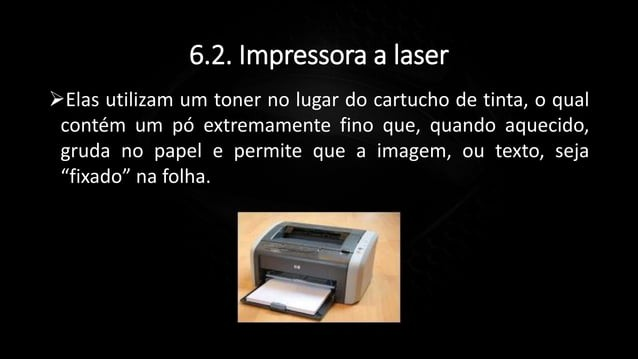 6.2. Impressora a laser
➢Elas utilizam um toner no lugar do cartucho de tinta, o qual
contém um pó extremamente fino que, quando aquecido,
gruda no papel e permite que a imagem, ou texto, seja
“fixado” na folha.